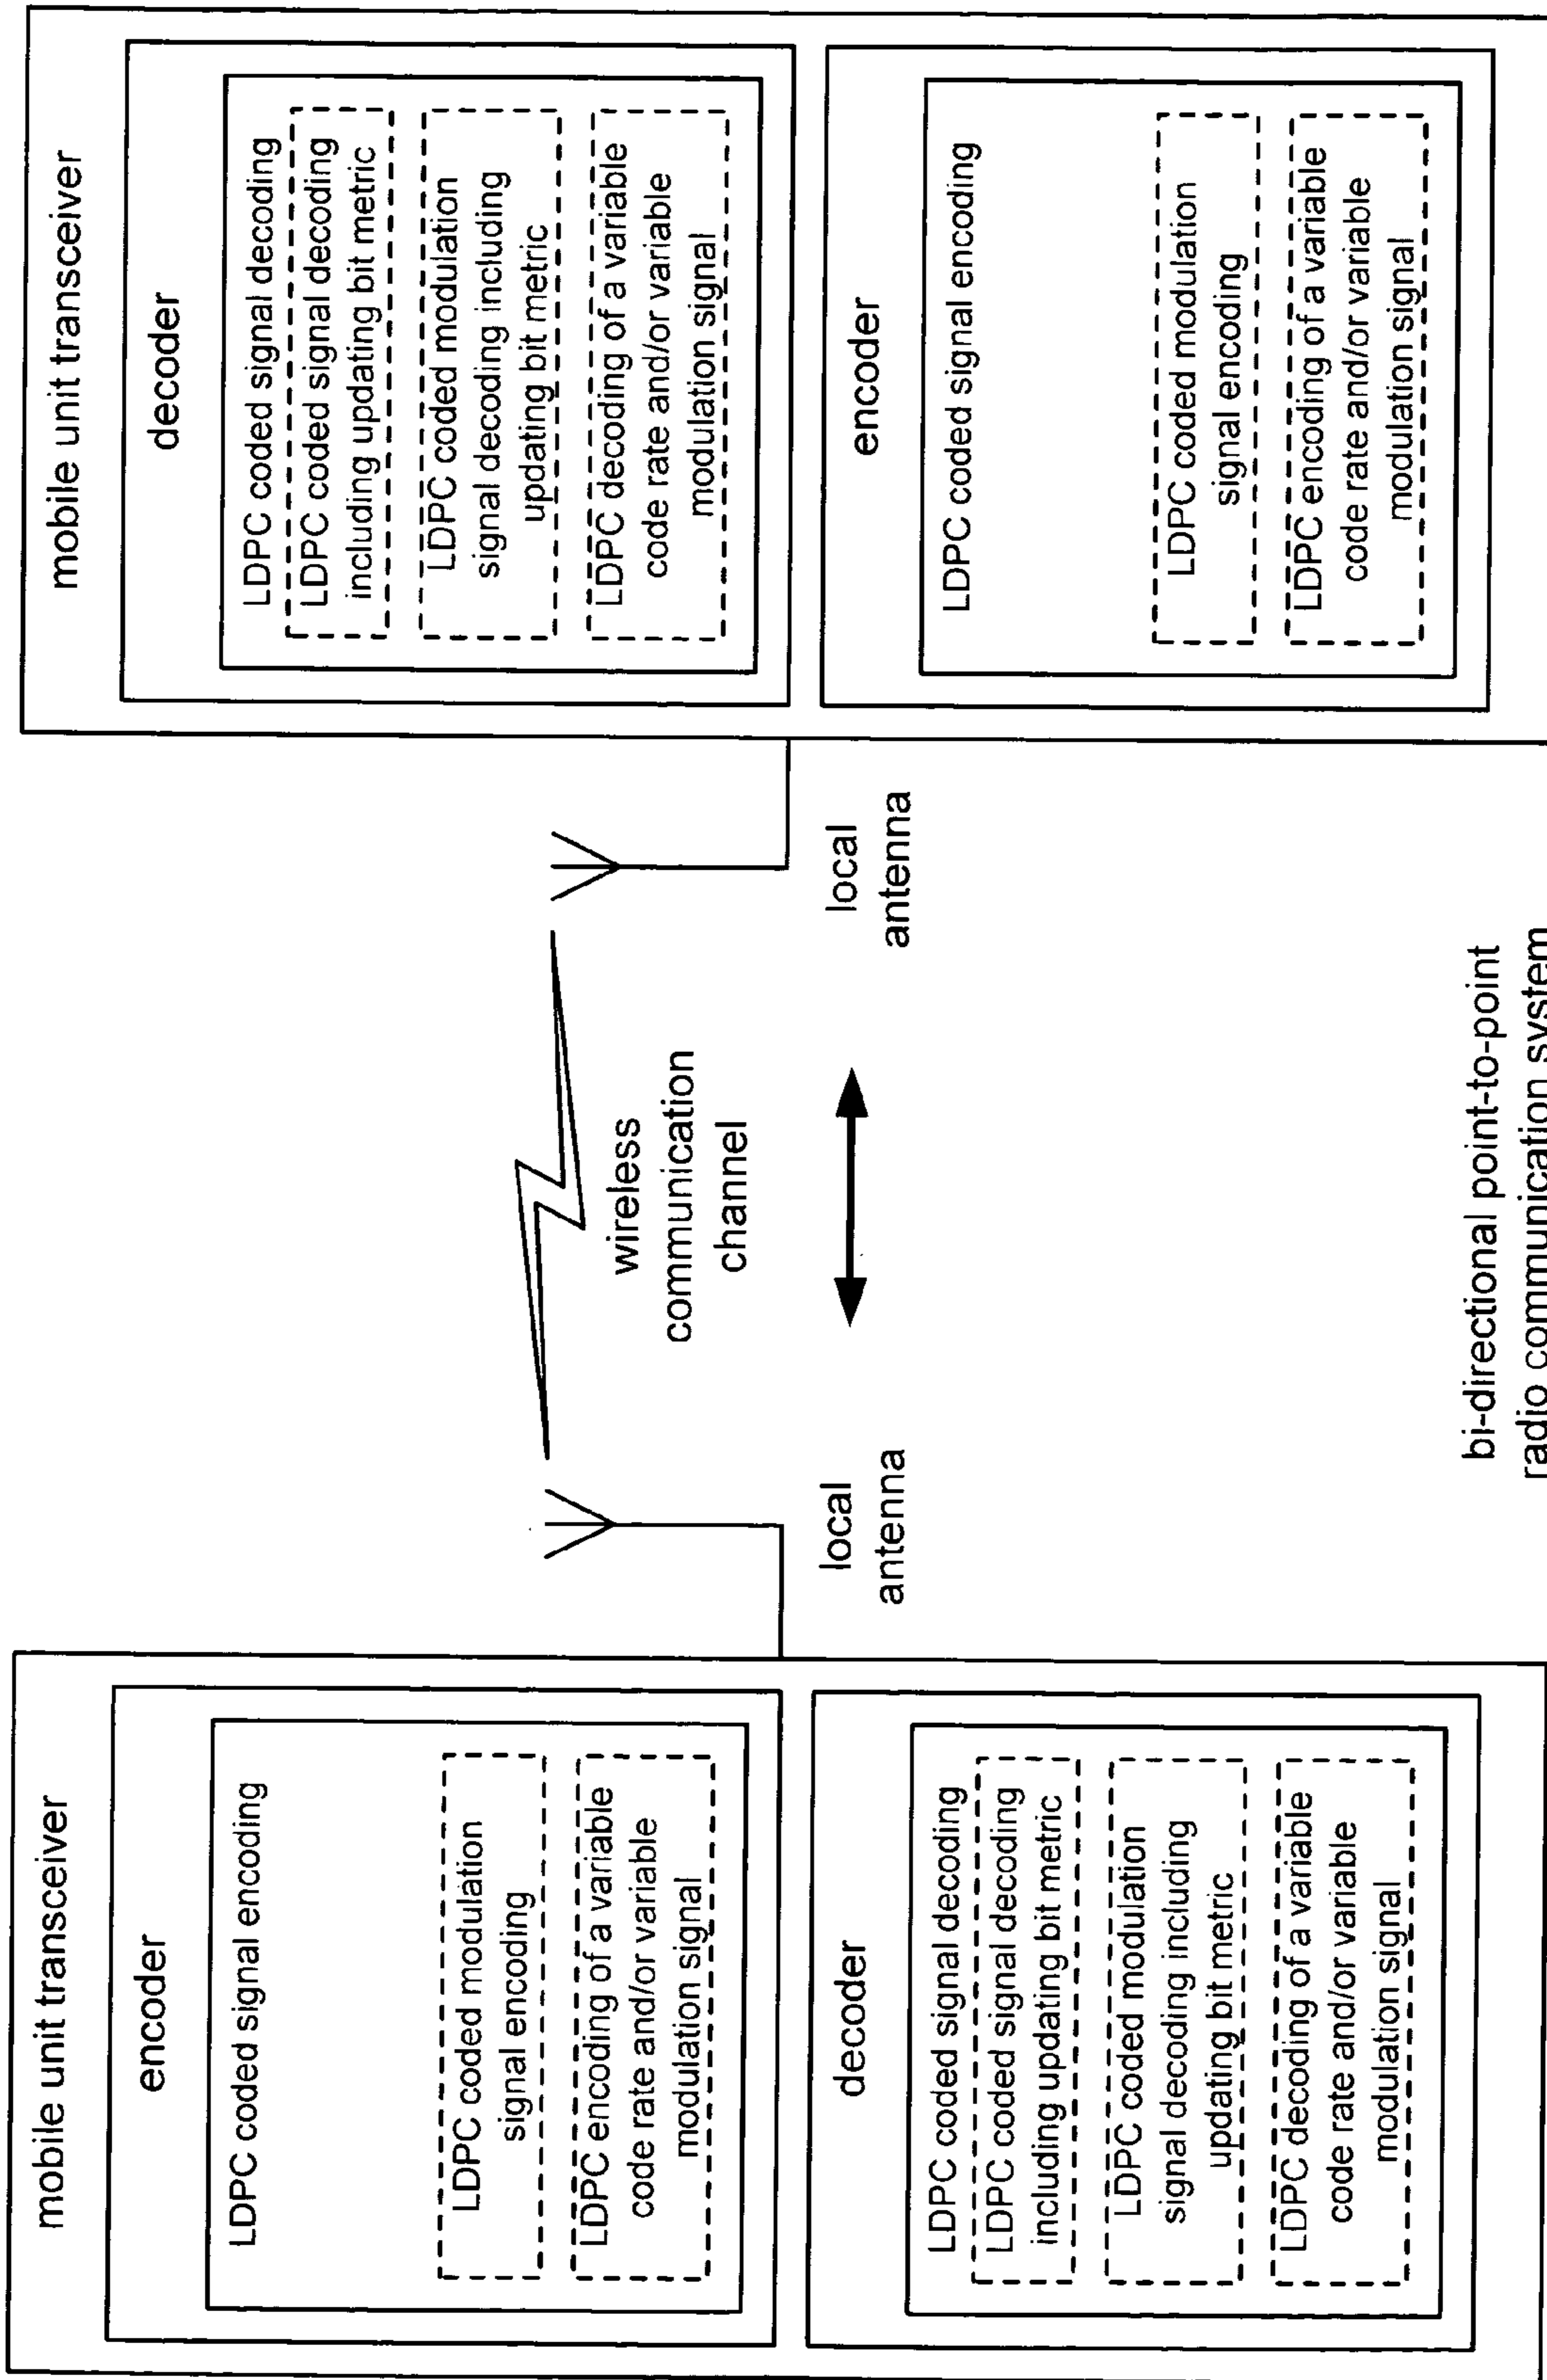 mobile unit transceiver
encoder
LDPC coded signal encoding
LDPC coded modulation
signal encoding
LDPC encoding of a variable
code rate and/or variable
modulation signal
decoder
LDPC coded signal decoding
LDPC coded signal decoding
including updating bit metric
LDPC coded modulation
signal decoding including
updating bit metric
LDPC decoding of a variable
code rate and/or variable
modulation signal
local
antenna
wireless
communication
channel
local
antenna
bi-directional point-to-point
radio communication system
mobile unit transceiver
decoder
LDPC coded signal decoding
LDPC coded signal decoding
including updating bit metric
LDPC coded modulation
signal decoding including
updating bit metric
LDPC decoding of a variable
code rate and/or variable
modulation signal
encoder
LDPC coded signal encoding
LDPC coded modulation
signal encoding
LDPC encoding of a variable
code rate and/or variable
modulation signal